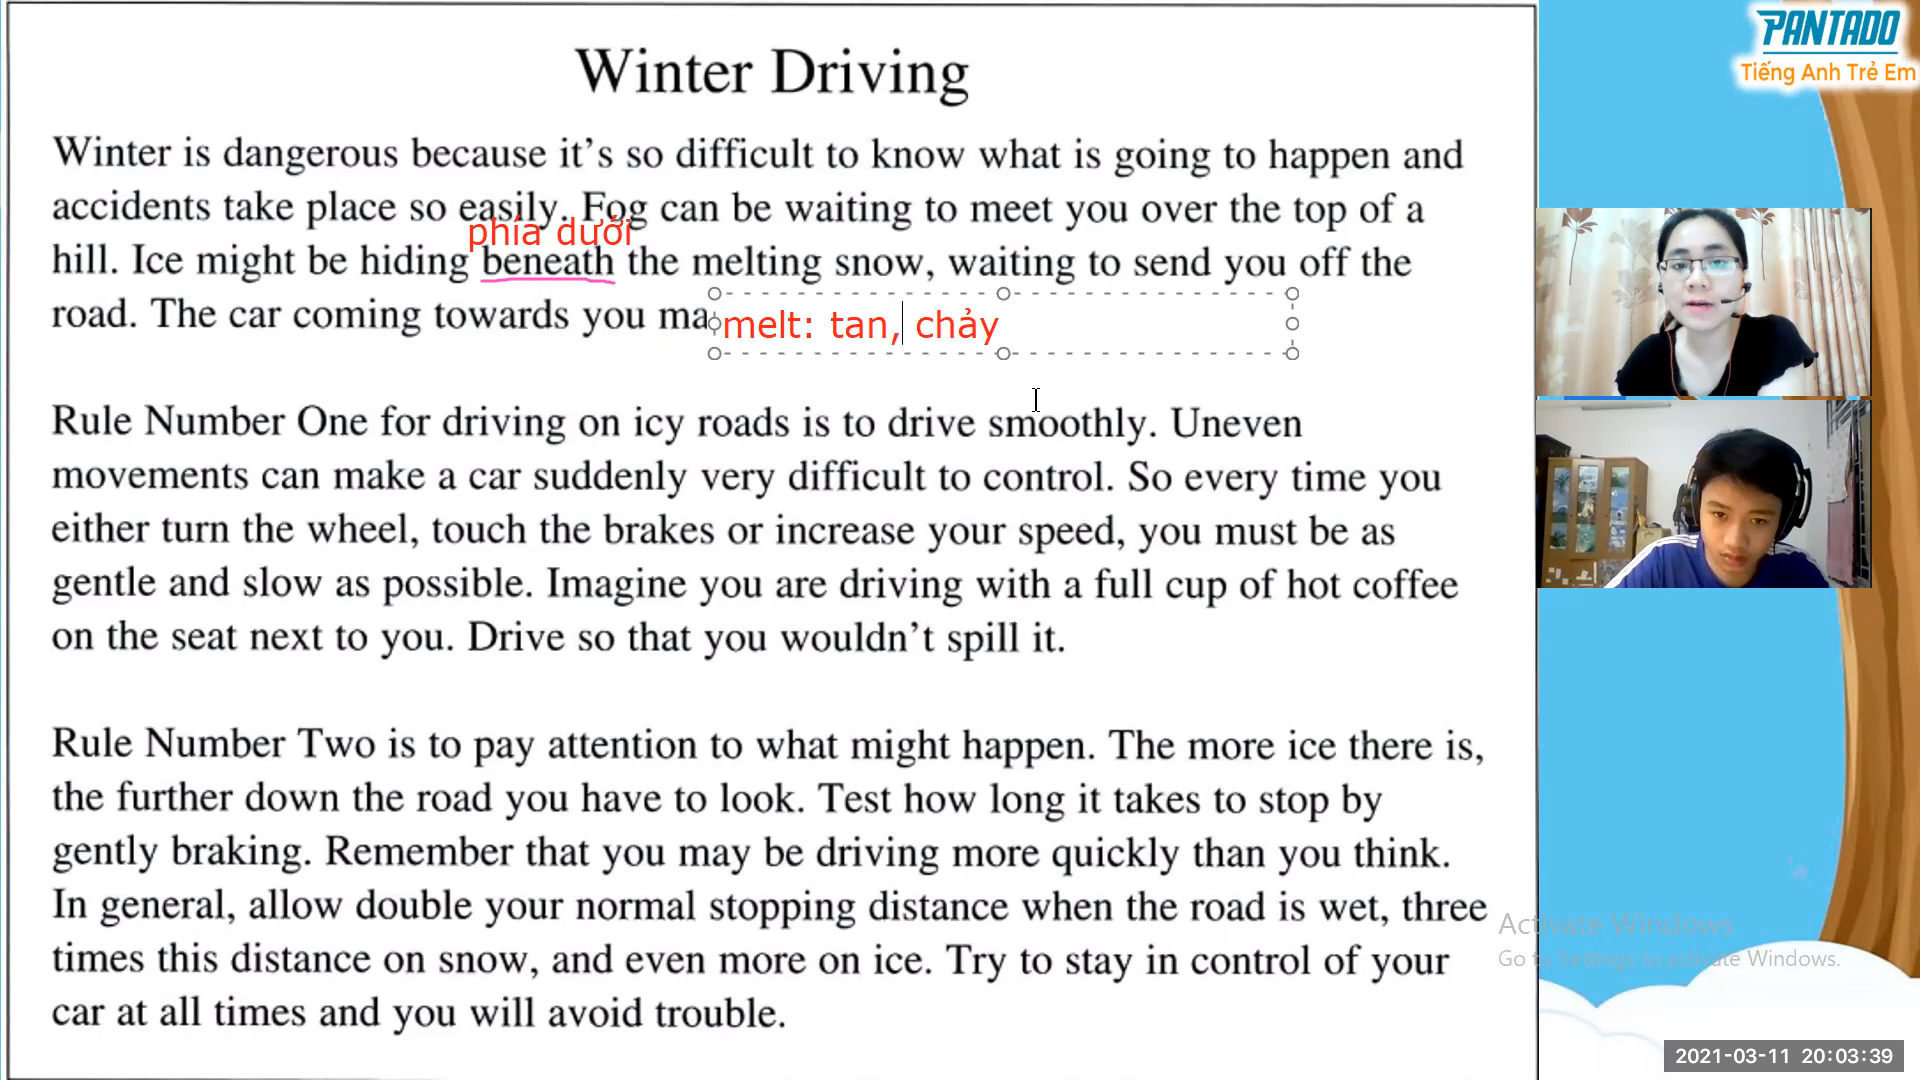 Winter Driving
Winter is dangerous because it's so difficult to know what is going to happen and
accidents take place so easily. Fog can be waiting to meet you over the top of a
phía dưới
hill. Ice might be hiding beneath the melting snow, waiting to send you off the
road. The car coming towards you ma
melt: tan, chảy
Rule Number One for driving on icy roads is to drive smoothly. Uneven
movements can make a car suddenly very difficult to control. So every time you
either turn the wheel, touch the brakes or increase your speed, you must be as
gentle and slow as possible. Imagine you are driving with a full cup of hot coffee
on the seat next to you. Drive so that you wouldn't spill it.
Rule Number Two is to pay attention to what might happen. The more ice there is,
the further down the road you have to look. Test how long it takes to stop by
gently braking. Remember that you may be driving more quickly than you think.
In general, allow double your normal stopping distance when the road is wet, three
times this distance on snow, and even more on ice. Try to stay in control of your
car at all times and you will avoid trouble.
PANTADO
Tiếng Anh Trẻ Em
Activate Windows
Go to Settings to activate Windows.
2021-03-11 20:03:39